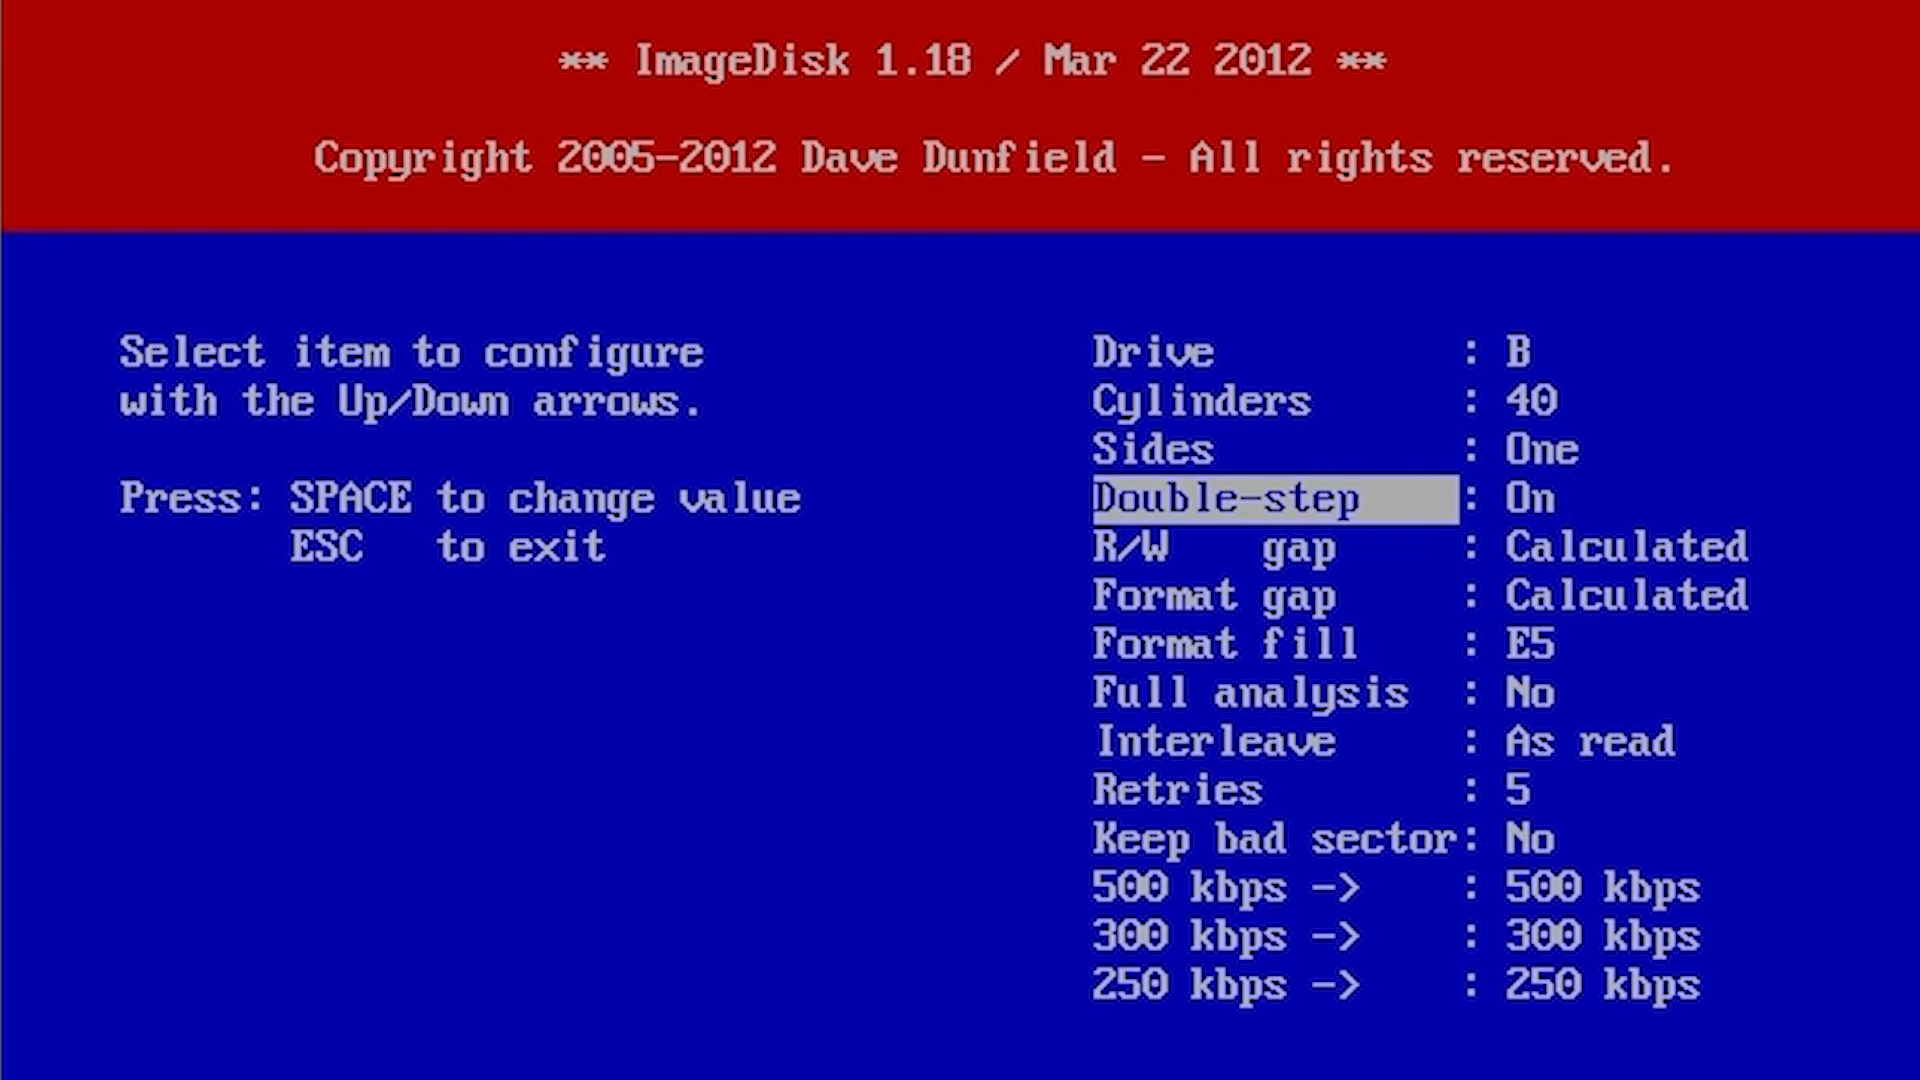 ** ImageDisk 1.18 / Mar 22 2012 **
Copyright 2005-2012 Dave Dunfield - All rights reserved.
Select item to configure
with the Up/Down arrows.
Press: SPACE to change value
ESC to exit
Drive : B
Cylinders : 40
Sides : One
Double-step : On
R/W gap : Calculated
Format gap : Calculated
Format fill : E5
Full analysis : No
Interleave : As read
Retries : 5
Keep bad sector: No
500 kbps -> : 500 kbps
300 kbps -> : 300 kbps
250 kbps -> : 250 kbps